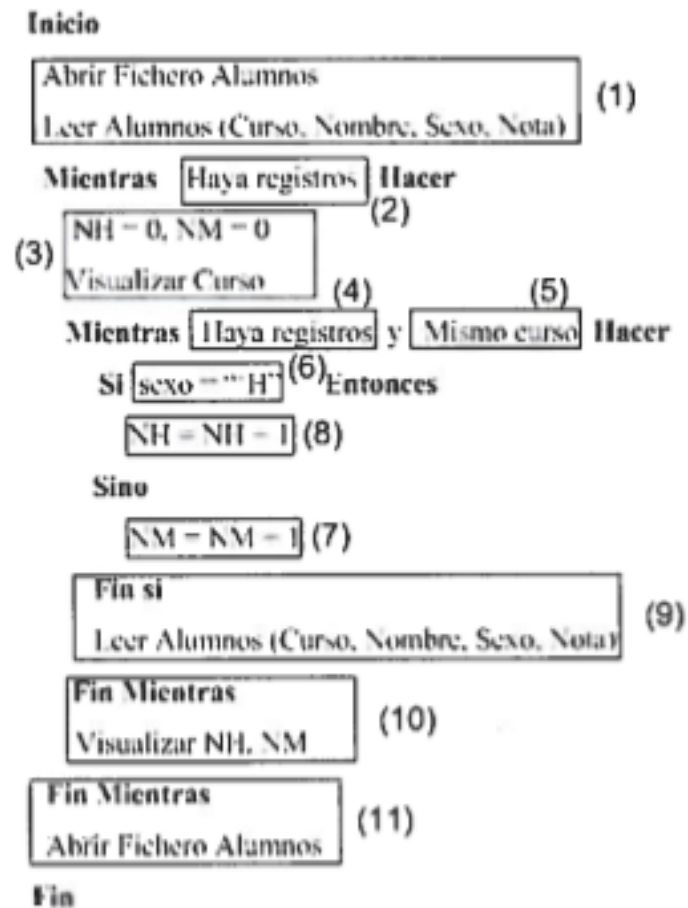 Inicio
Abrir Fichero Alumnos
(1)
Leer Alumnos (Curso, Nombre, Sexo, Nota)
Mientras Haya registros Hacer
(2)
(3) NH = 0, NM = 0
Visualizar Curso
(4) (5)
Mientras Haya registros y Mismo curso Hacer
Si sexo = "H" (6) Entonces
NH = NH - 1 (8)
Sino
NM = NM - 1 (7)
Fin si
(9)
Leer Alumnos (Curso, Nombre, Sexo, Nota)
Fin Mientras
(10)
Visualizar NH, NM
Fin Mientras
(11)
Abrir Fichero Alumnos
Fin